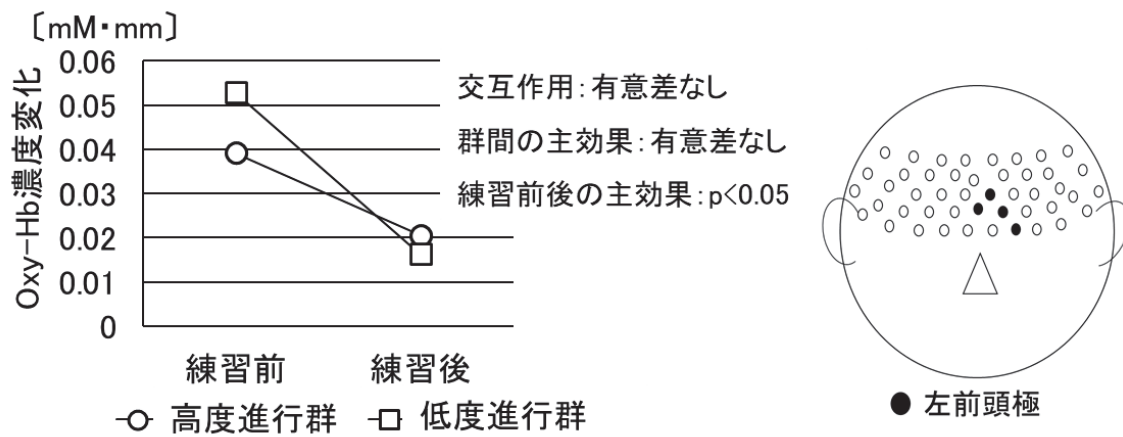 〔mM・mm〕
Oxy-Hb濃度変化
0.06
0.05
0.04
0.03
0.02
0.01
0
練習前 練習後
高度進行群 低度進行群
交互作用:有意差なし
群間の主効果:有意差なし
練習前後の主効果:p<0.05
左前頭極